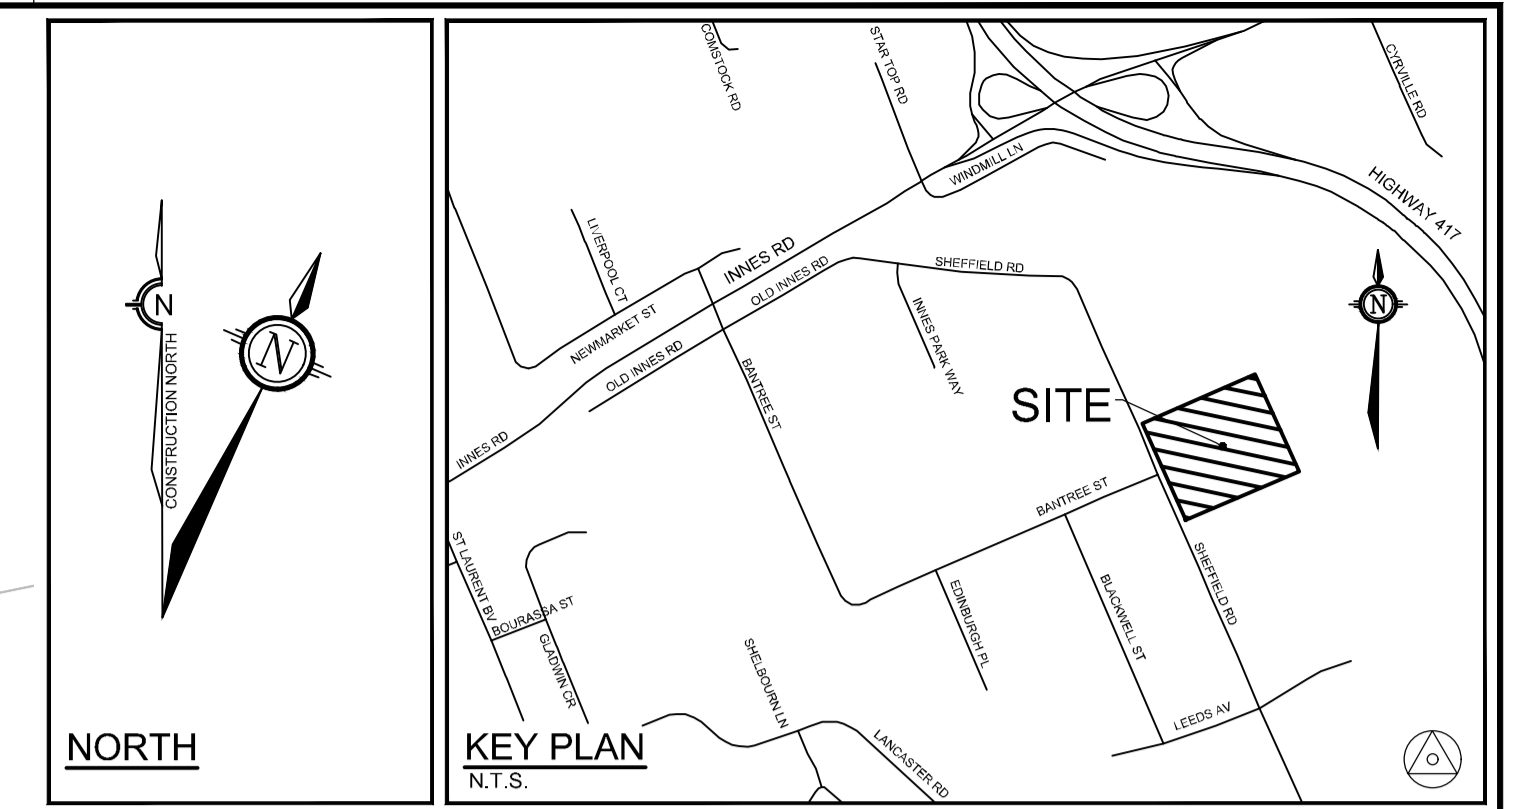 N
N
CONSTRUCTION NORTH
NORTH
COMSTOCK RD
STAR TOP RD
CYRVILLE RD
WINDMILL LN
HIGHWAY 417
LIVERPOOL CT
INNES RD
OLD INNES RD
SHEFFIELD RD
NEWMARKET ST
INNES PARK WAY
N
OLD INNES RD
BANTREE ST
SITE
INNES RD
BANTREE ST
ST LAURENT BV
BOURASSA ST
GLADWIN CR
EDINBURGH PL
BLACKWELL ST
SHEFFIELD RD
SHELBOURN LN
LEEDS AV
LANCASTER RD
KEY PLAN
N.T.S.